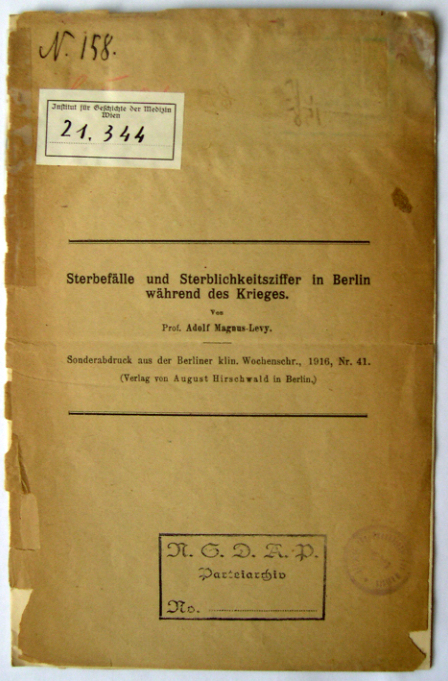 N. 158.
Institut für Geschichte der Medizin
Wien
21.344
Sterbefälle und Sterblichkeitsziffer in Berlin
während des Krieges.
Von
Prof. Adolf Magnus-Levy.
Sonderabdruck aus der Berliner klin. Wochenschr., 1916, Nr. 41.
(Verlag von August Hirschwald in Berlin.)
N. S. D. A. P.
Parteiarchiv
No.